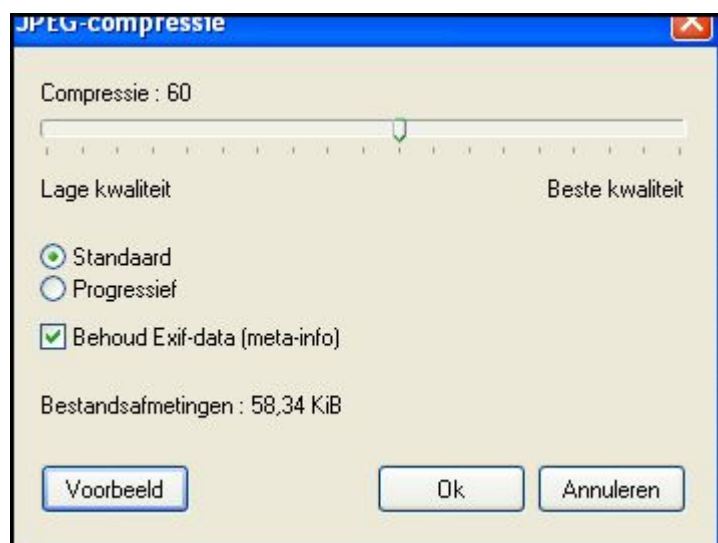 JPEG-compressie
Compressie : 60
Lage kwaliteit Beste kwaliteit
Standaard
Progressief
Behoud Exif-data (meta-info)
Bestandsafmetingen : 58,34 KiB
Voorbeeld Ok Annuleren